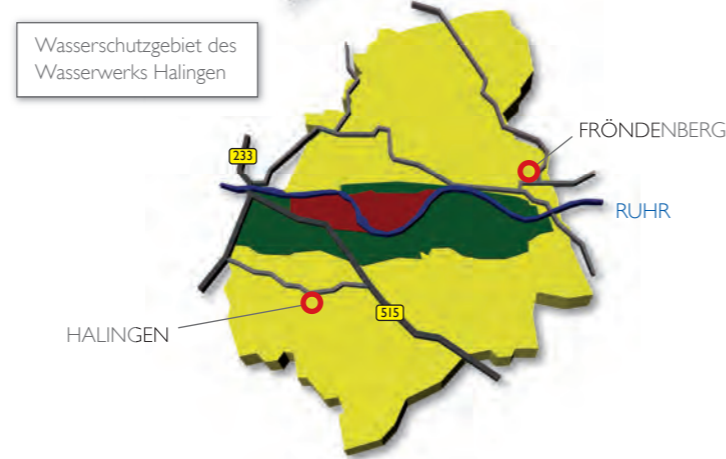 Wasserschutzgebiet des
Wasserwerks Halingen
FRÖNDENBERG
233
RUHR
HALINGEN
515